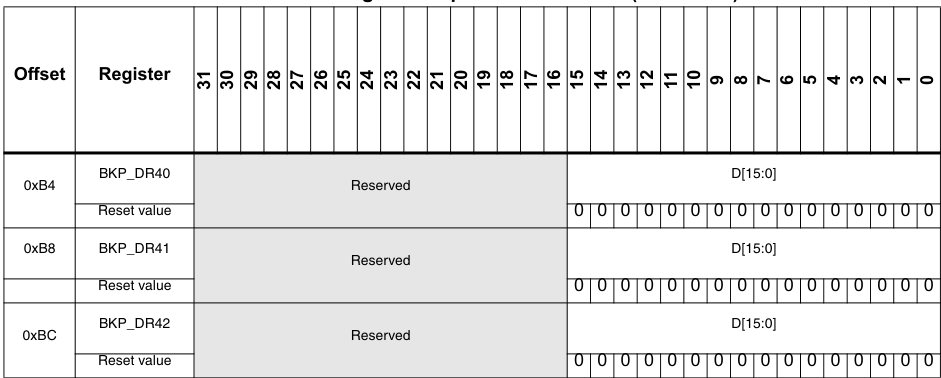 Offset Register 31 30 29 28 27 26 25 24 23 22 21 20 19 18 17 16 15 14 13 12 11 10 9 8 7 6 5 4 3 2 1 0
0xB4 BKP_DR40 Reserved D[15:0]
Reset value 0 0 0 0 0 0 0 0 0 0 0 0 0 0 0 0
0xB8 BKP_DR41 Reserved D[15:0]
Reset value 0 0 0 0 0 0 0 0 0 0 0 0 0 0 0 0
0xBC BKP_DR42 Reserved D[15:0]
Reset value 0 0 0 0 0 0 0 0 0 0 0 0 0 0 0 0